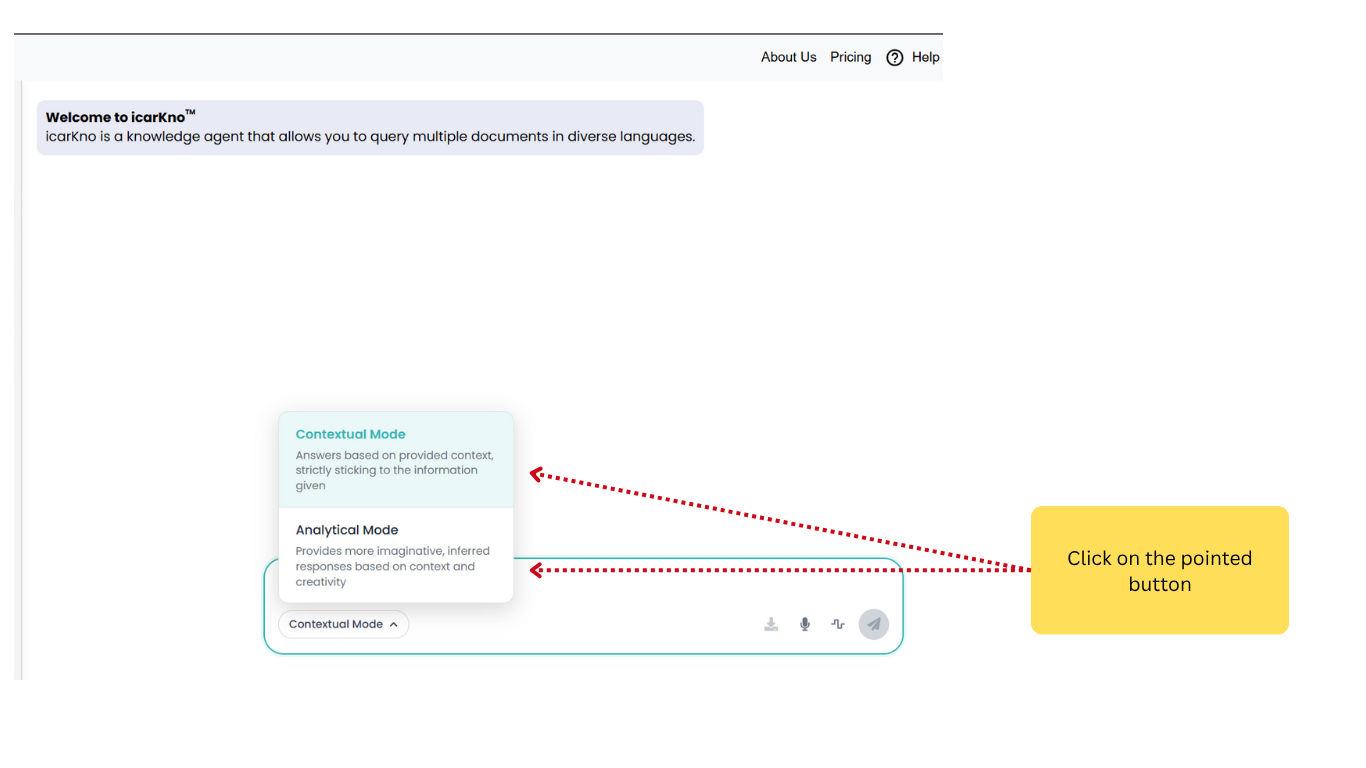 About Us Pricing Help
Welcome to icarKno™
icarKno is a knowledge agent that allows you to query multiple documents in diverse languages.
Contextual Mode
Answers based on provided context,
strictly sticking to the information
given
Analytical Mode
Provides more imaginative, inferred
responses based on context and
creativity
Contextual Mode
Click on the pointed
button